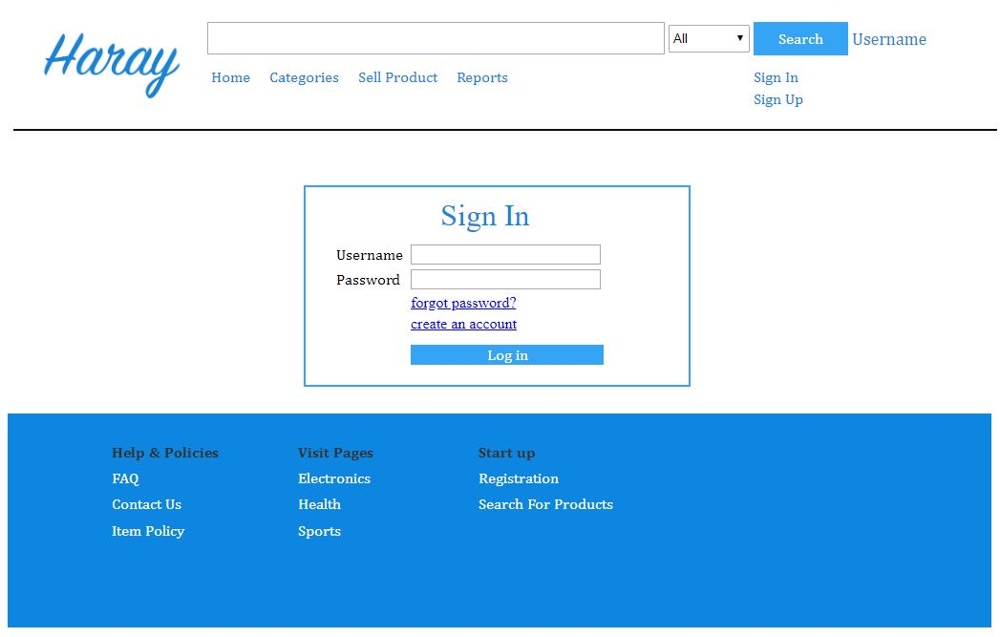 Haray
All Search Username
Home Categories Sell Product Reports Sign In
Sign Up
Sign In
Username
Password
forgot password?
create an account
Log in
Help & Policies Visit Pages Start up
FAQ Electronics Registration
Contact Us Health Search For Products
Item Policy Sports